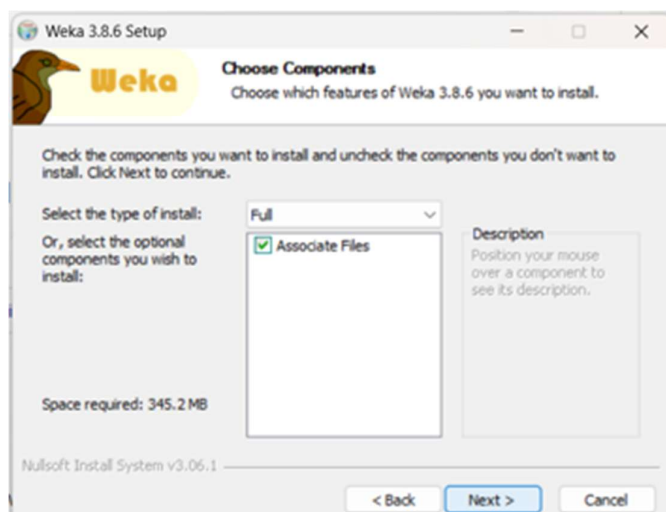 Weka 3.8.6 Setup
Weka
Choose Components
Choose which features of Weka 3.8.6 you want to install.
Check the components you want to install and uncheck the components you don't want to
install. Click Next to continue.
Select the type of install:
Full
Or, select the optional
components you wish to
install:
Associate Files
Description
Position your mouse
over a component to
see its description.
Space required: 345.2 MB
Nullsoft Install System v3.06.1
< Back
Next >
Cancel